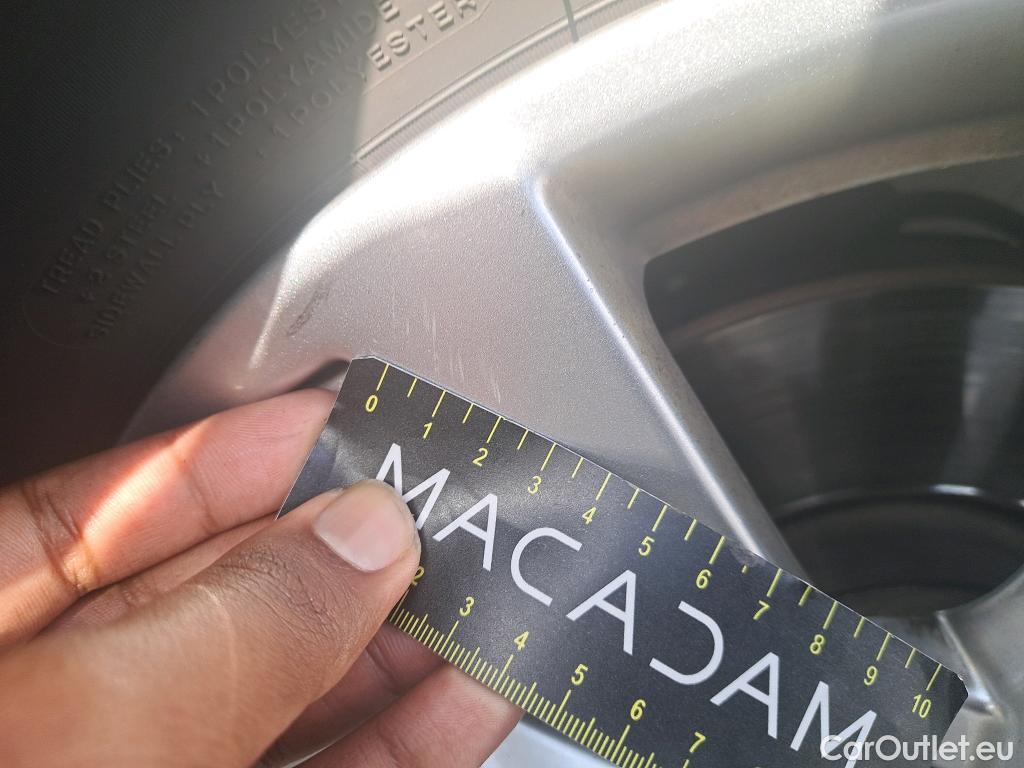 TREAD PLIES: 1 POLYES
+ 2 STEEL + 1 POLYAMIDE
SIDEWALL PLY : 1 POLYESTER
0 1 2 3 4 5 6 7 8 9 10
MACADAM
2 3 4 5 6 7
CarOutlet.eu